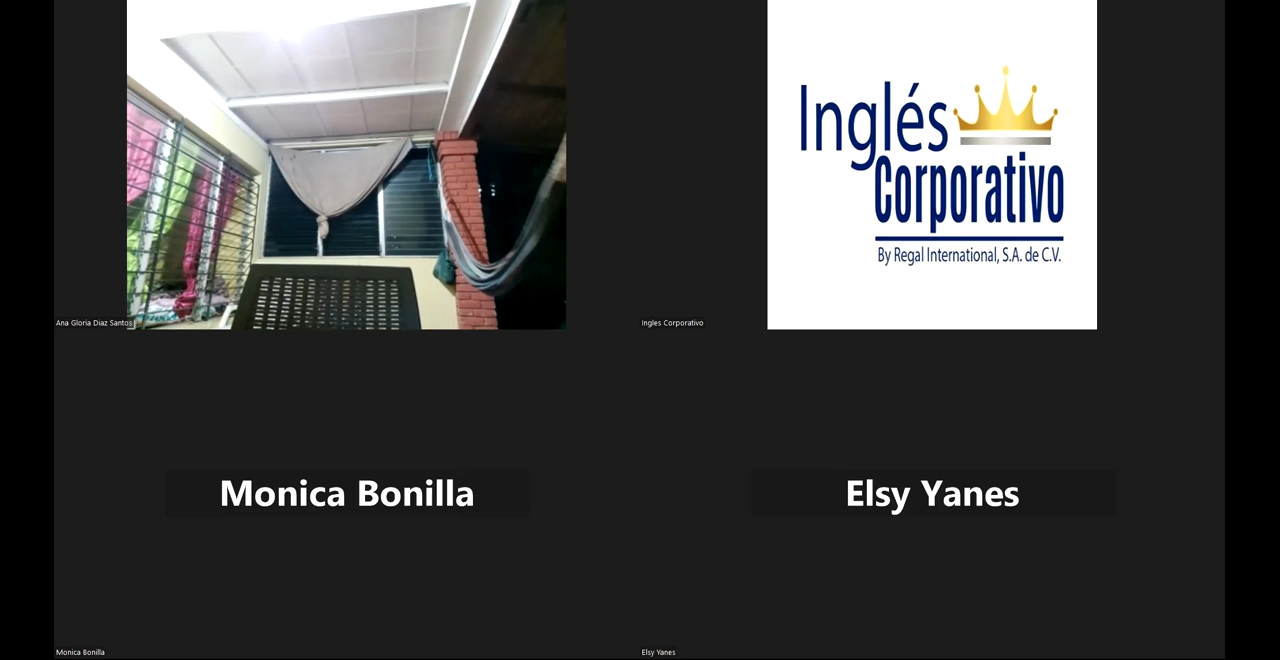 Inglés
Corporativo
By Regal International, S.A. de C.V.
Ana Gloria Diaz Santos
Ingles Corporativo
Monica Bonilla
Elsy Yanes
Monica Bonilla
Elsy Yanes